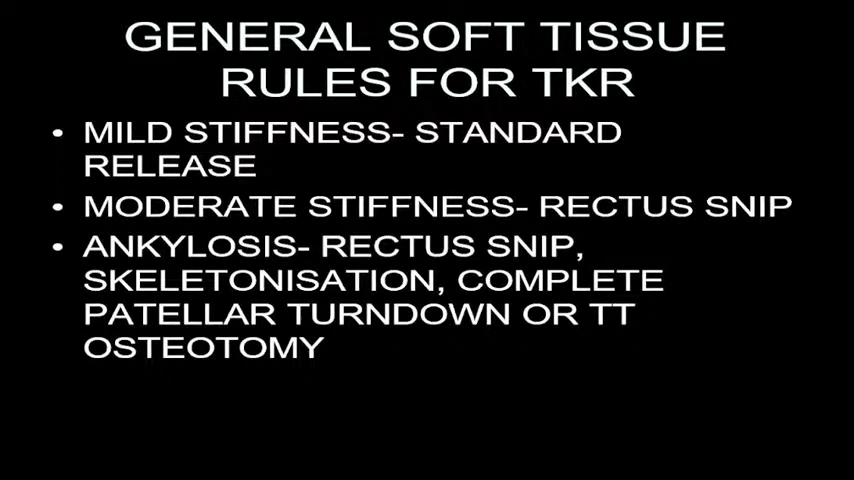 GENERAL SOFT TISSUE
RULES FOR TKR
• MILD STIFFNESS- STANDARD
RELEASE
• MODERATE STIFFNESS- RECTUS SNIP
• ANKYLOSIS- RECTUS SNIP,
SKELETONISATION, COMPLETE
PATELLAR TURNDOWN OR TT
OSTEOTOMY